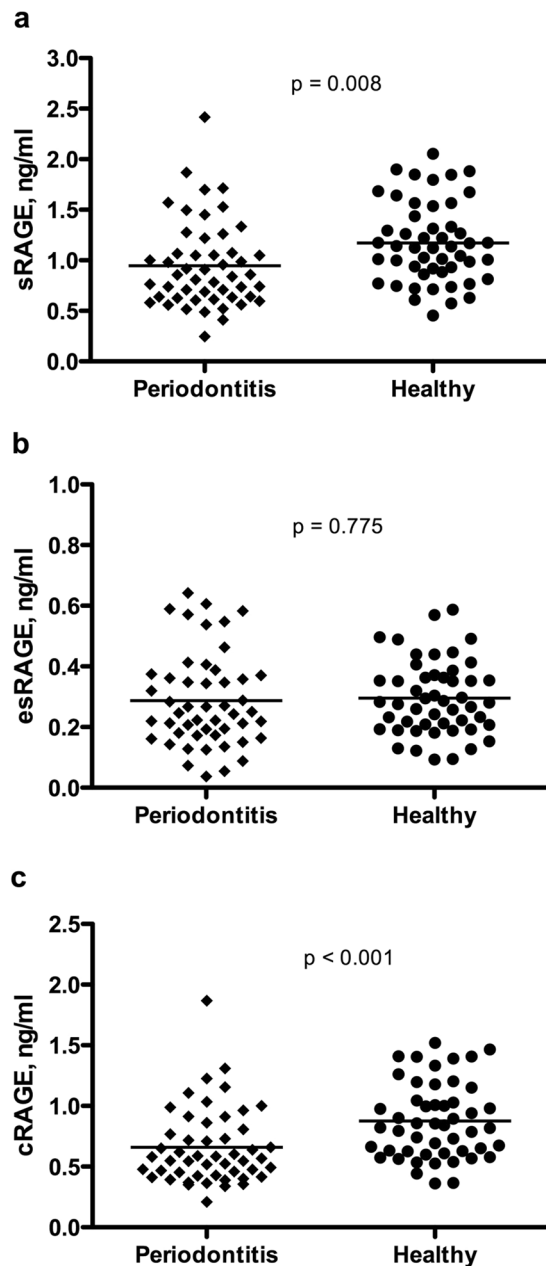 a
sRAGE, ng/ml
3.0
2.5
2.0
1.5
1.0
0.5
0.0
p = 0.008
Periodontitis Healthy
b
esRAGE, ng/ml
1.0
0.8
0.6
0.4
0.2
0.0
p = 0.775
Periodontitis Healthy
c
cRAGE, ng/ml
2.5
2.0
1.5
1.0
0.5
0.0
p < 0.001
Periodontitis Healthy